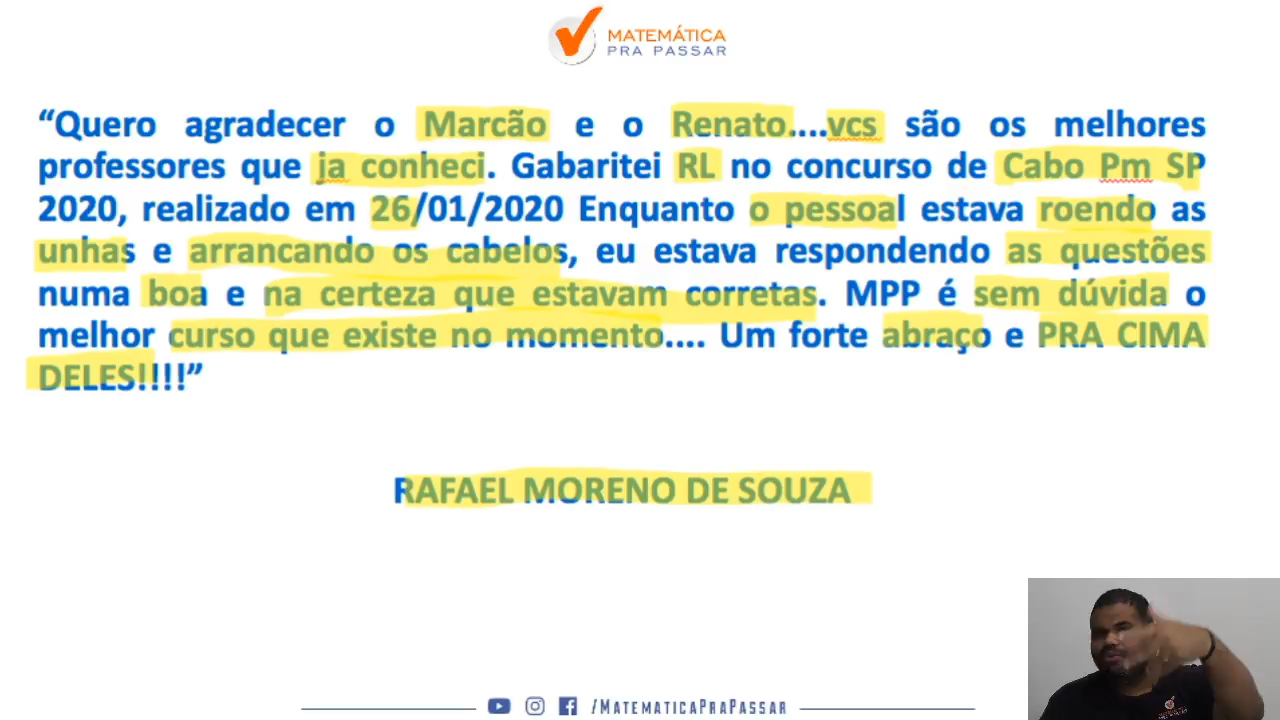 MATEMÁTICA
PRA PASSAR
“Quero agradecer o Marcão e o Renato....vcs são os melhores
professores que ja conheci. Gabaritei RL no concurso de Cabo Pm SP
2020, realizado em 26/01/2020 Enquanto o pessoal estava roendo as
unhas e arrancando os cabelos, eu estava respondendo as questões
numa boa e na certeza que estavam corretas. MPP é sem dúvida o
melhor curso que existe no momento.... Um forte abraço e PRA CIMA
DELES!!!!”
RAFAEL MORENO DE SOUZA
/MATEMATICAPRAPASSAR